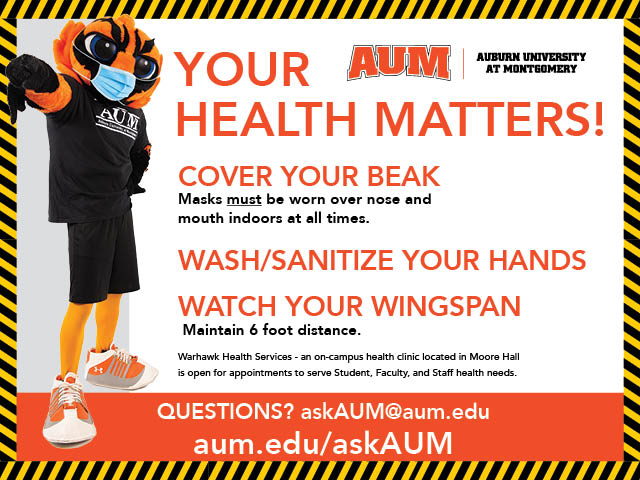 YOUR
HEALTH MATTERS!
AUM
AUBURN UNIVERSITY
AT MONTGOMERY
AUM
COVER YOUR BEAK
Masks must be worn over nose and
mouth indoors at all times.
WASH/SANITIZE YOUR HANDS
WATCH YOUR WINGSPAN
Maintain 6 foot distance.
Warhawk Health Services - an on-campus health clinic located in Moore Hall
is open for appointments to serve Student, Faculty, and Staff health needs.
QUESTIONS? askAUM@aum.edu
aum.edu/askAUM